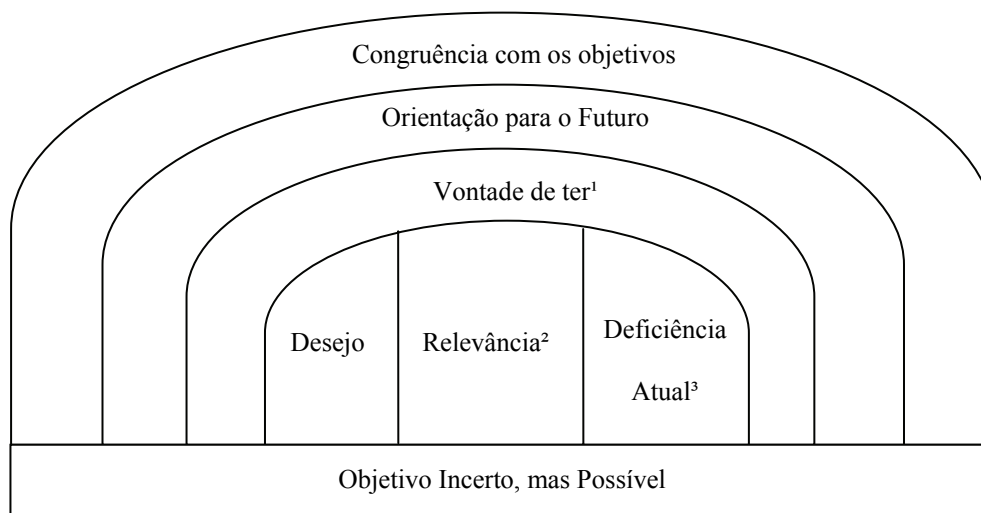 Congruência com os objetivos
Orientação para o Futuro
Vontade de ter¹
Desejo
Relevância²
Deficiência
Atual³
Objetivo Incerto, mas Possível